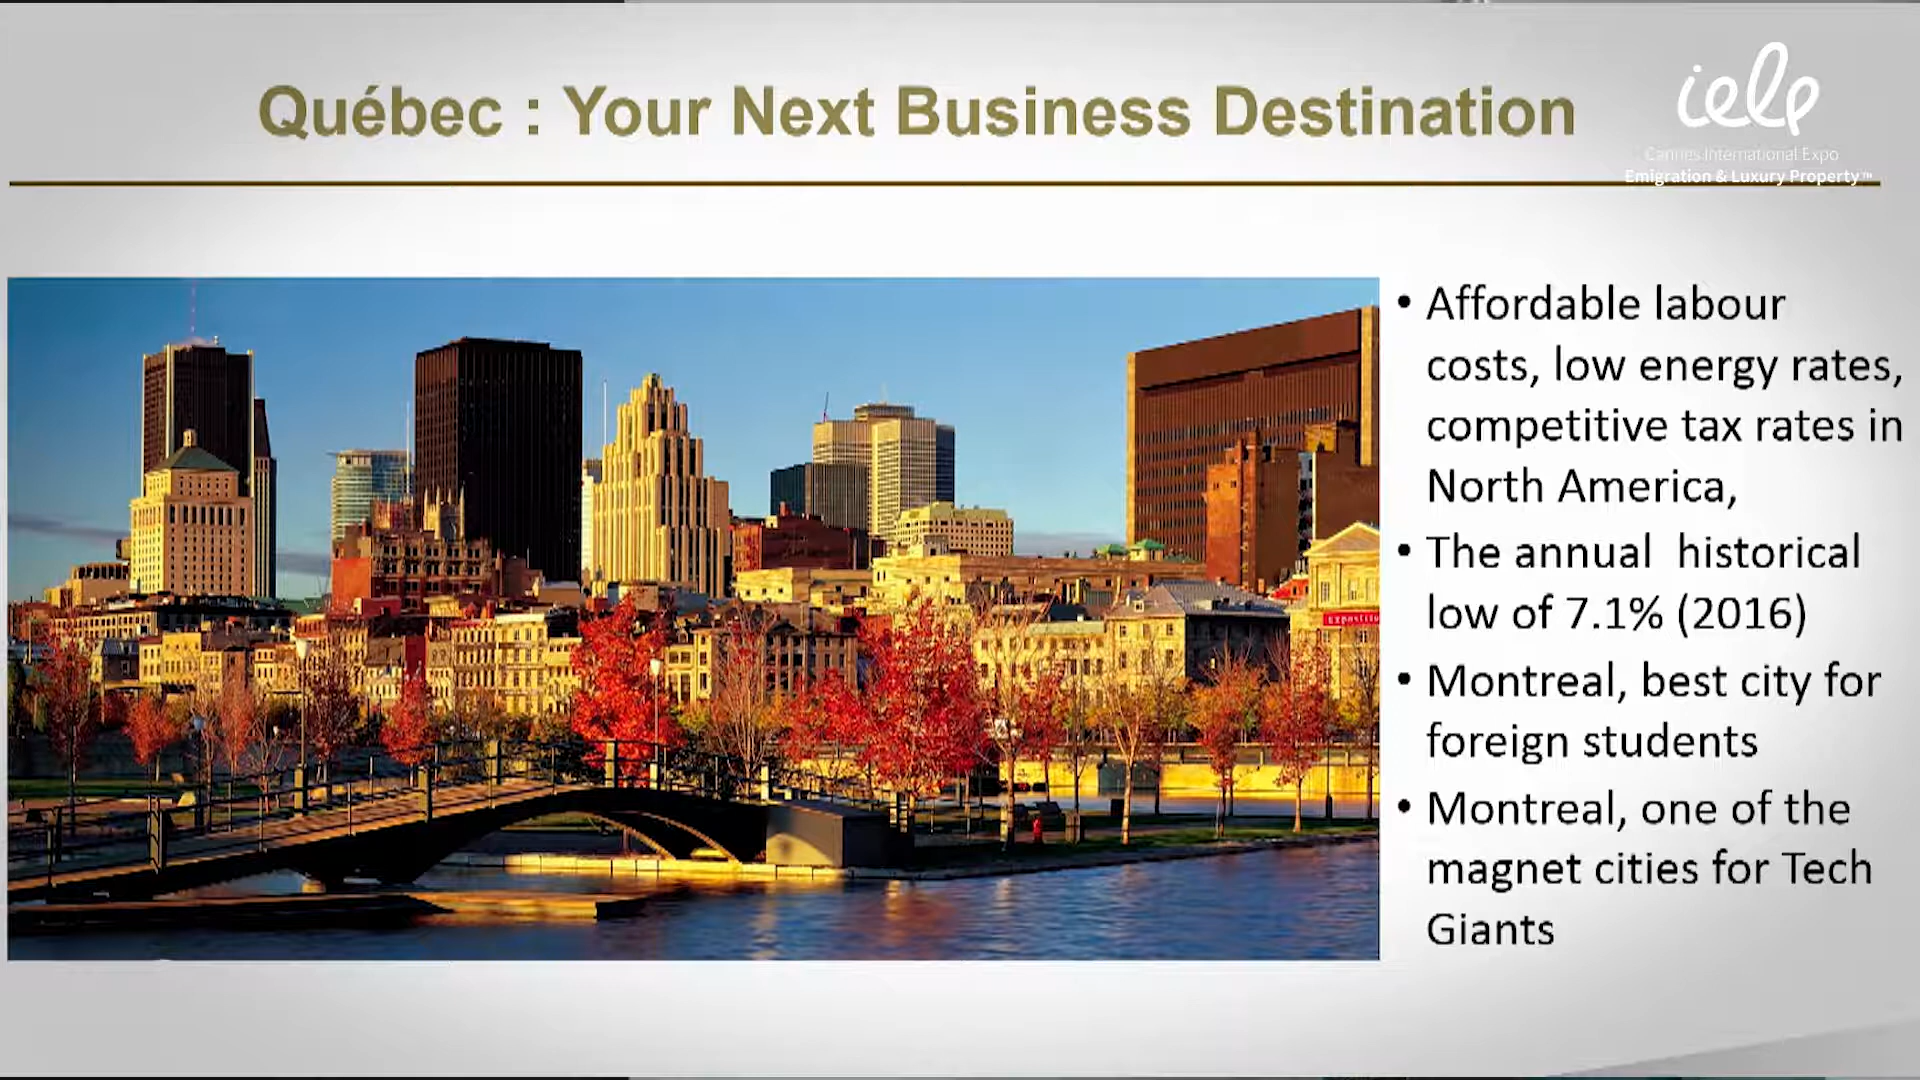 Québec : Your Next Business Destination
ielp
Cannes International Expo
Emigration & Luxury Property™
• Affordable labour
costs, low energy rates,
competitive tax rates in
North America,
• The annual  historical
low of 7.1% (2016)
• Montreal, best city for
foreign students
• Montreal, one of the
magnet cities for Tech
Giants